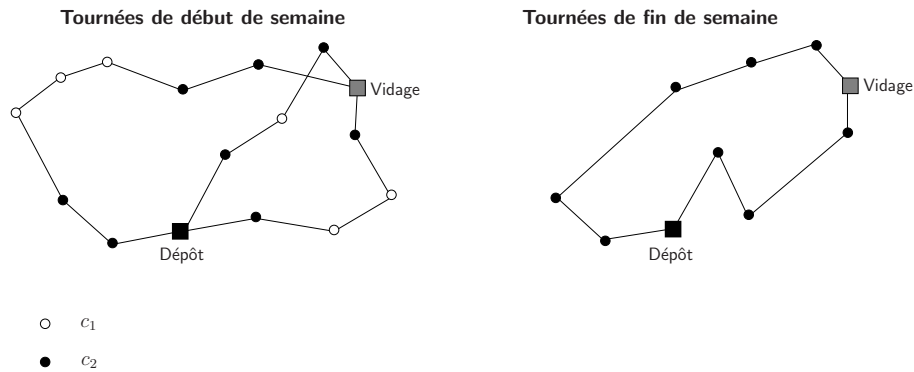 Tournées de début de semaine
Tournées de fin de semaine
Vidage
Vidage
Dépôt
Dépôt
c₁
c₂